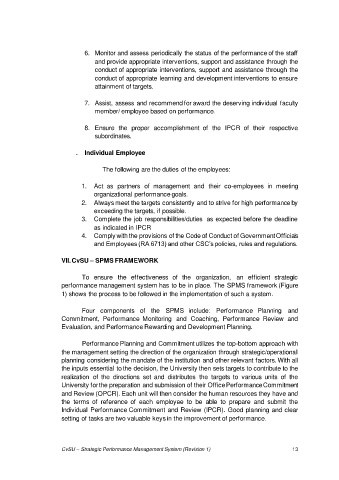 6. Monitor and assess periodically the status of the performance of the staff
and provide appropriate interventions, support and assistance through the
conduct of appropriate interventions, support and assistance through the
conduct of appropriate learning and development interventions to ensure
attainment of targets.
7. Assist, assess and recommend for award the deserving individual faculty
member/ employee based on performance.
8. Ensure the proper accomplishment of the IPCR of their respective
subordinates.
. Individual Employee
The following are the duties of the employees:
1. Act as partners of management and their co-employees in meeting
organizational performance goals.
2. Always meet the targets consistently and to strive for high performance by
exceeding the targets, if possible.
3. Complete the job responsibilities/duties as expected before the deadline
as indicated in IPCR
4. Comply with the provisions of the Code of Conduct of Government Officials
and Employees (RA 6713) and other CSC's policies, rules and regulations.
VII. CvSU – SPMS FRAMEWORK
To ensure the effectiveness of the organization, an efficient strategic
performance management system has to be in place. The SPMS framework (Figure
1) shows the process to be followed in the implementation of such a system.
Four components of the SPMS include: Performance Planning and
Commitment, Performance Monitoring and Coaching, Performance Review and
Evaluation, and Performance Rewarding and Development Planning.
Performance Planning and Commitment utilizes the top-bottom approach with
the management setting the direction of the organization through strategic/operational
planning considering the mandate of the institution and other relevant factors. With all
the inputs essential to the decision, the University then sets targets to contribute to the
realization of the directions set and distributes the targets to various units of the
University for the preparation and submission of their Office Performance Commitment
and Review (OPCR). Each unit will then consider the human resources they have and
the terms of reference of each employee to be able to prepare and submit the
Individual Performance Commitment and Review (IPCR). Good planning and clear
setting of tasks are two valuable keys in the improvement of performance.
CvSU – Strategic Performance Management System (Revision 1) 13